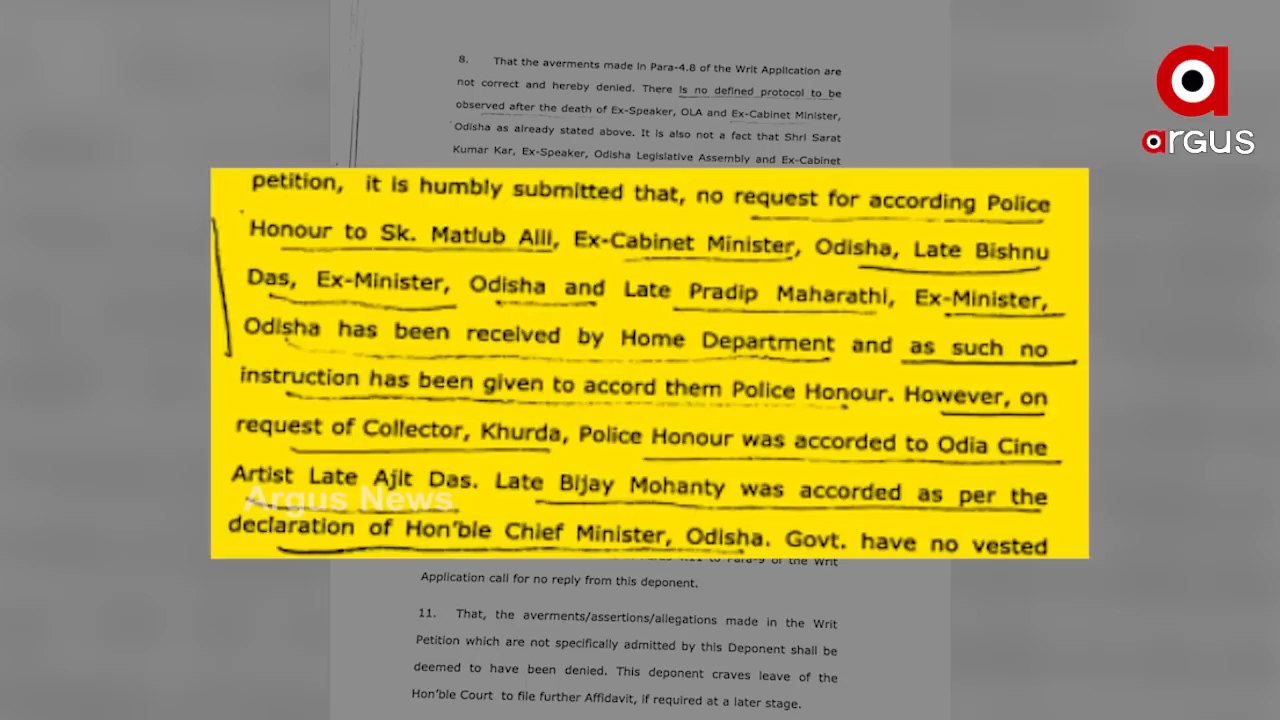 8. That the averments made in Para-4.8 of the Writ Application are
not correct and hereby denied. There is no defined protocol to be
observed after the death of Ex-Speaker, OLA and Ex-Cabinet Minister,
Odisha as already stated above. It is also not a fact that Shri Sarat
Kumar Kar, Ex-Speaker, Odisha Legislative Assembly and Ex-Cabinet
argus
petition, it is humbly submitted that, no request for according Police
Honour to Sk. Matlub Alli, Ex-Cabinet Minister, Odisha, Late Bishnu
Das, Ex-Minister, Odisha and Late Pradip Maharathi, Ex-Minister,
Odisha has been received by Home Department and as such no
instruction has been given to accord them Police Honour. However, on
request of Collector, Khurda, Police Honour was accorded to Odia Cine
Artist Late Ajit Das. Late Bijay Mohanty was accorded as per the
Argus News
declaration of Hon'ble Chief Minister, Odisha. Govt. have no vested
to Para-9 of the Writ
Application call for no reply from this deponent.
11. That, the averments/assertions/allegations made in the Writ
Petition which are not specifically admitted by this Deponent shall be
deemed to have been denied. This deponent craves leave of the
Hon'ble Court to file further Affidavit, if required at a later stage.